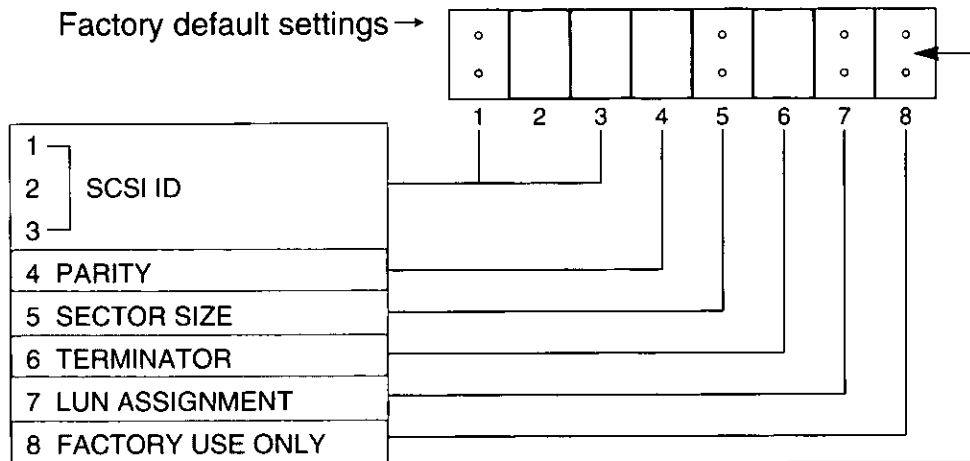 Factory default settings →
1 2 3 4 5 6 7 8
1
2 SCSI ID
3
4 PARITY
5 SECTOR SIZE
6 TERMINATOR
7 LUN ASSIGNMENT
8 FACTORY USE ONLY